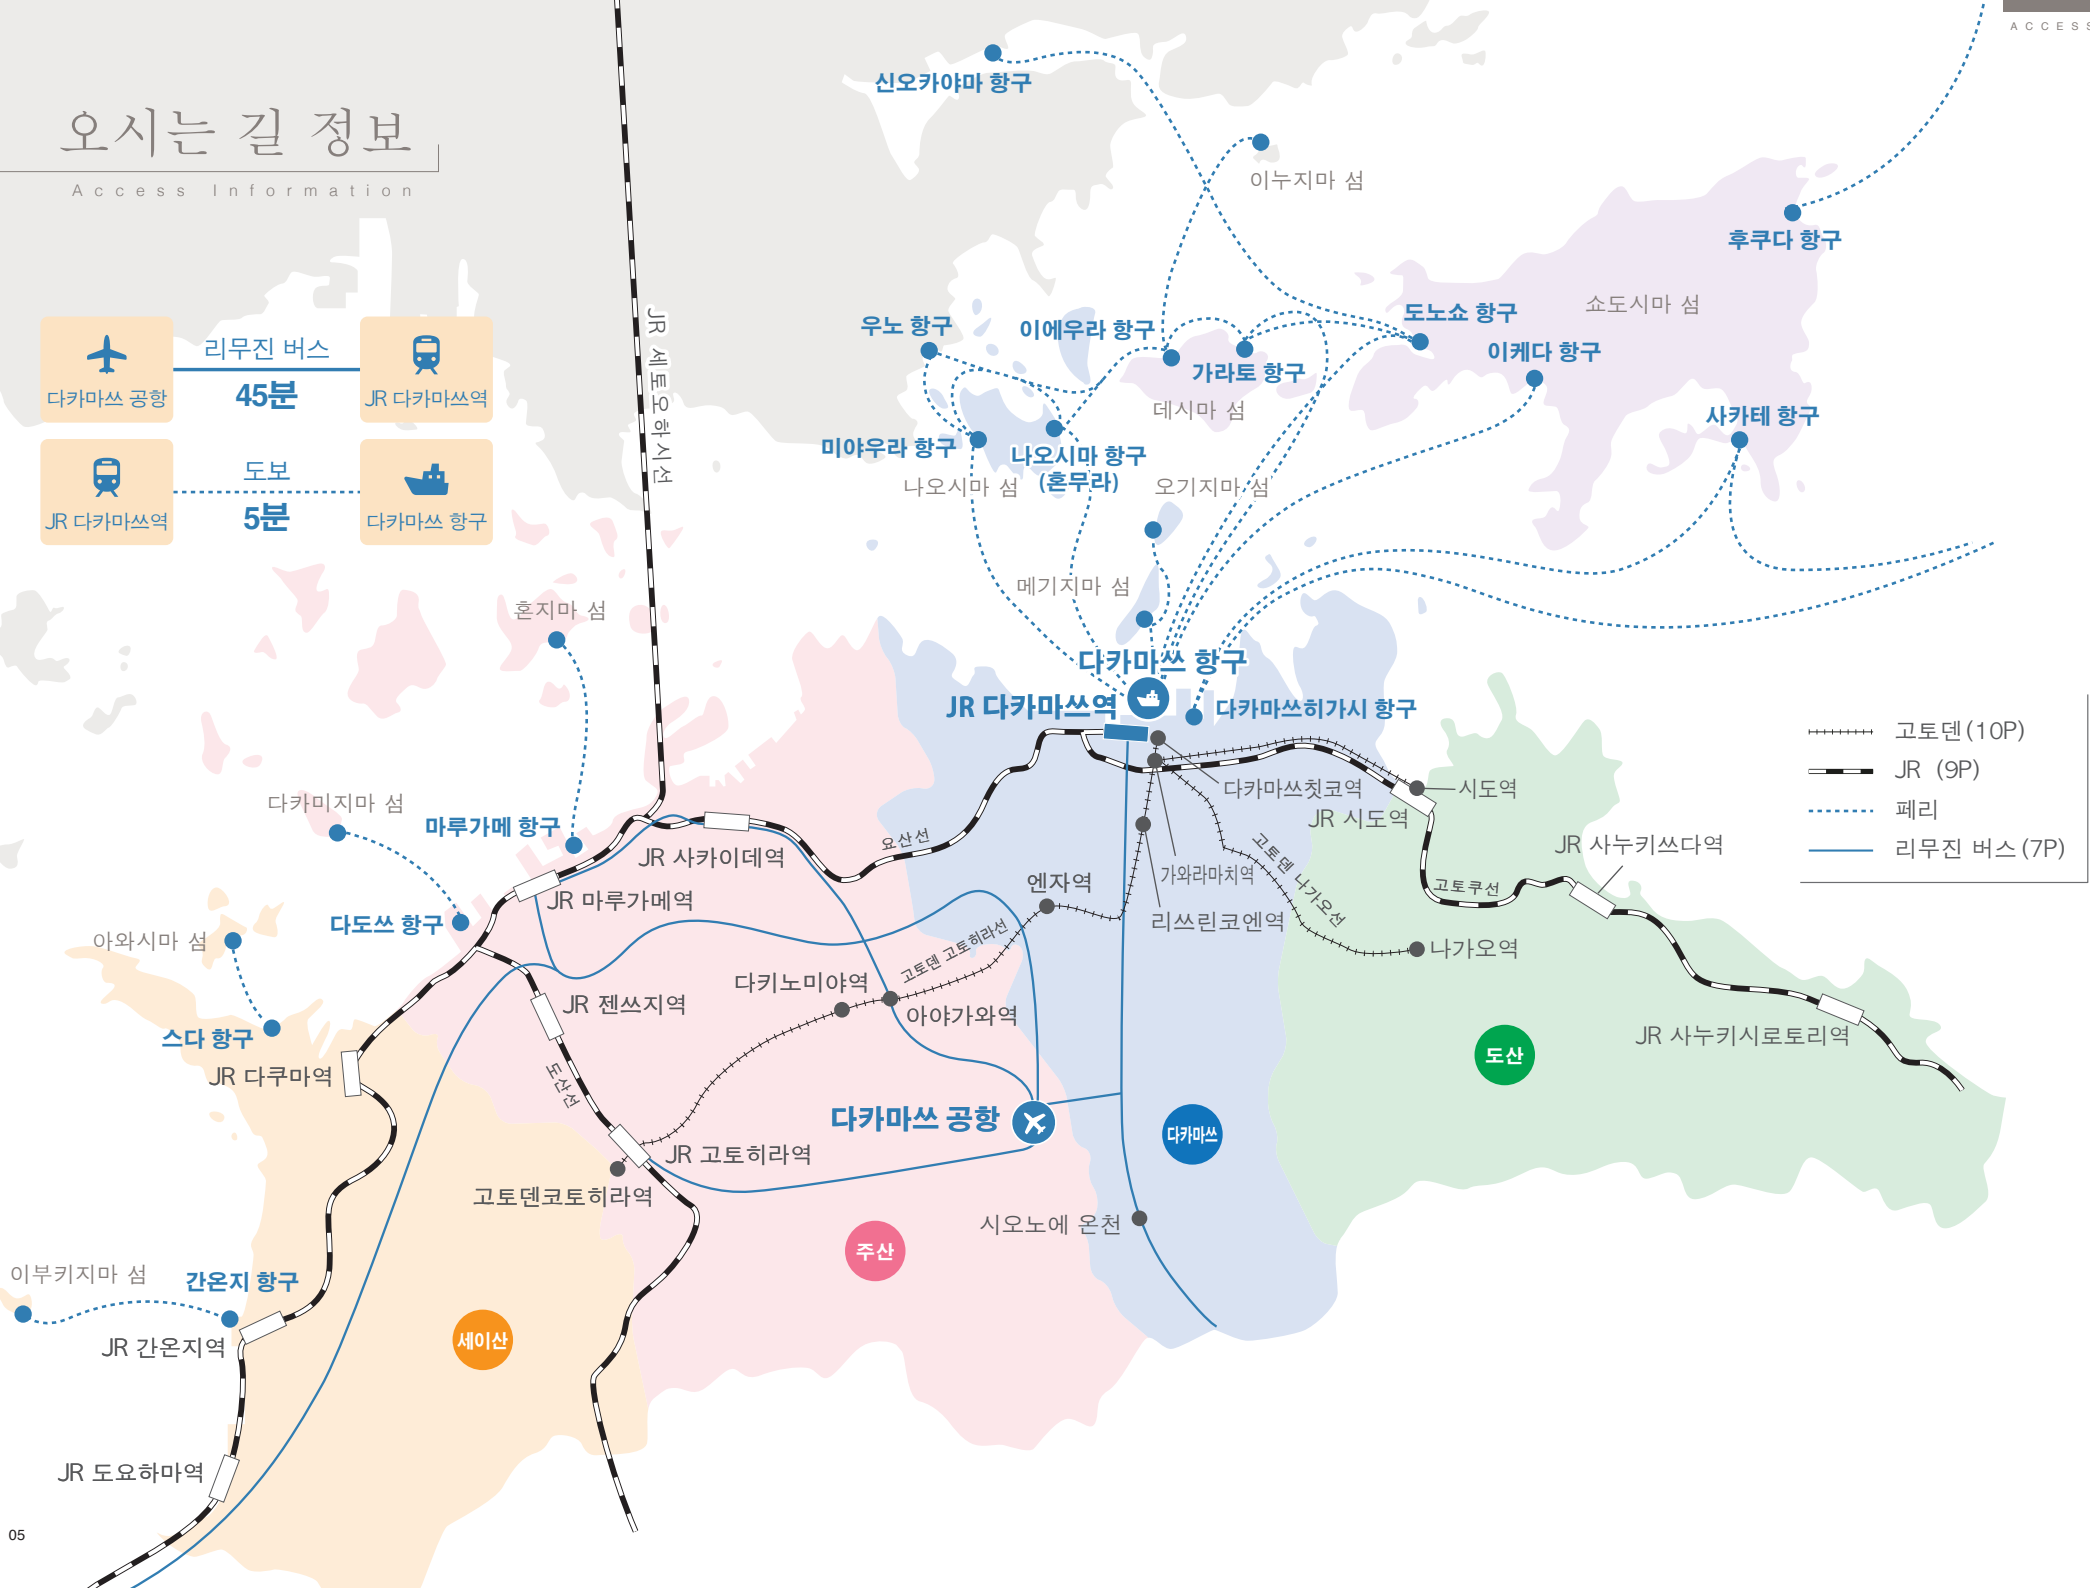 ACCESS
오시는 길 정보
Access Information
다카마쓰 공항
리무진 버스
45분
JR 다카마쓰역
JR 다카마쓰역
도보
5분
다카마쓰 항구
신오카야마 항구
이누지마 섬
후쿠다 항구
쇼도시마 섬
도노쇼 항구
이케다 항구
사카테 항구
우노 항구
이에우라 항구
가라토 항구
데시마 섬
미야우라 항구
나오시마 항구
(혼무라)
나오시마 섬
오기지마 섬
메기지마 섬
JR 세토오하시선
혼지마 섬
다카마쓰 항구
JR 다카마쓰역
다카마쓰히가시 항구
고토덴(10P)
JR (9P)
페리
리무진 버스(7P)
다카마쓰칫코역
시도역
JR 시도역
다카미지마 섬
마루가메 항구
JR 사카이데역
요산선
JR 사누키쓰다역
가와라마치역
고토덴 나가오선
고토쿠선
엔자역
리쓰린코엔역
JR 마루가메역
다도쓰 항구
아와시마 섬
고토덴 고토히라선
나가오역
다키노미야역
JR 젠쓰지역
아야가와역
스다 항구
JR 사누키시로토리역
도산
JR 다쿠마역
도산선
다카마쓰 공항
다카마쓰
JR 고토히라역
고토덴코토히라역
시오노에 온천
주산
이부키지마 섬
간온지 항구
JR 간온지역
세이산
JR 도요하마역
05